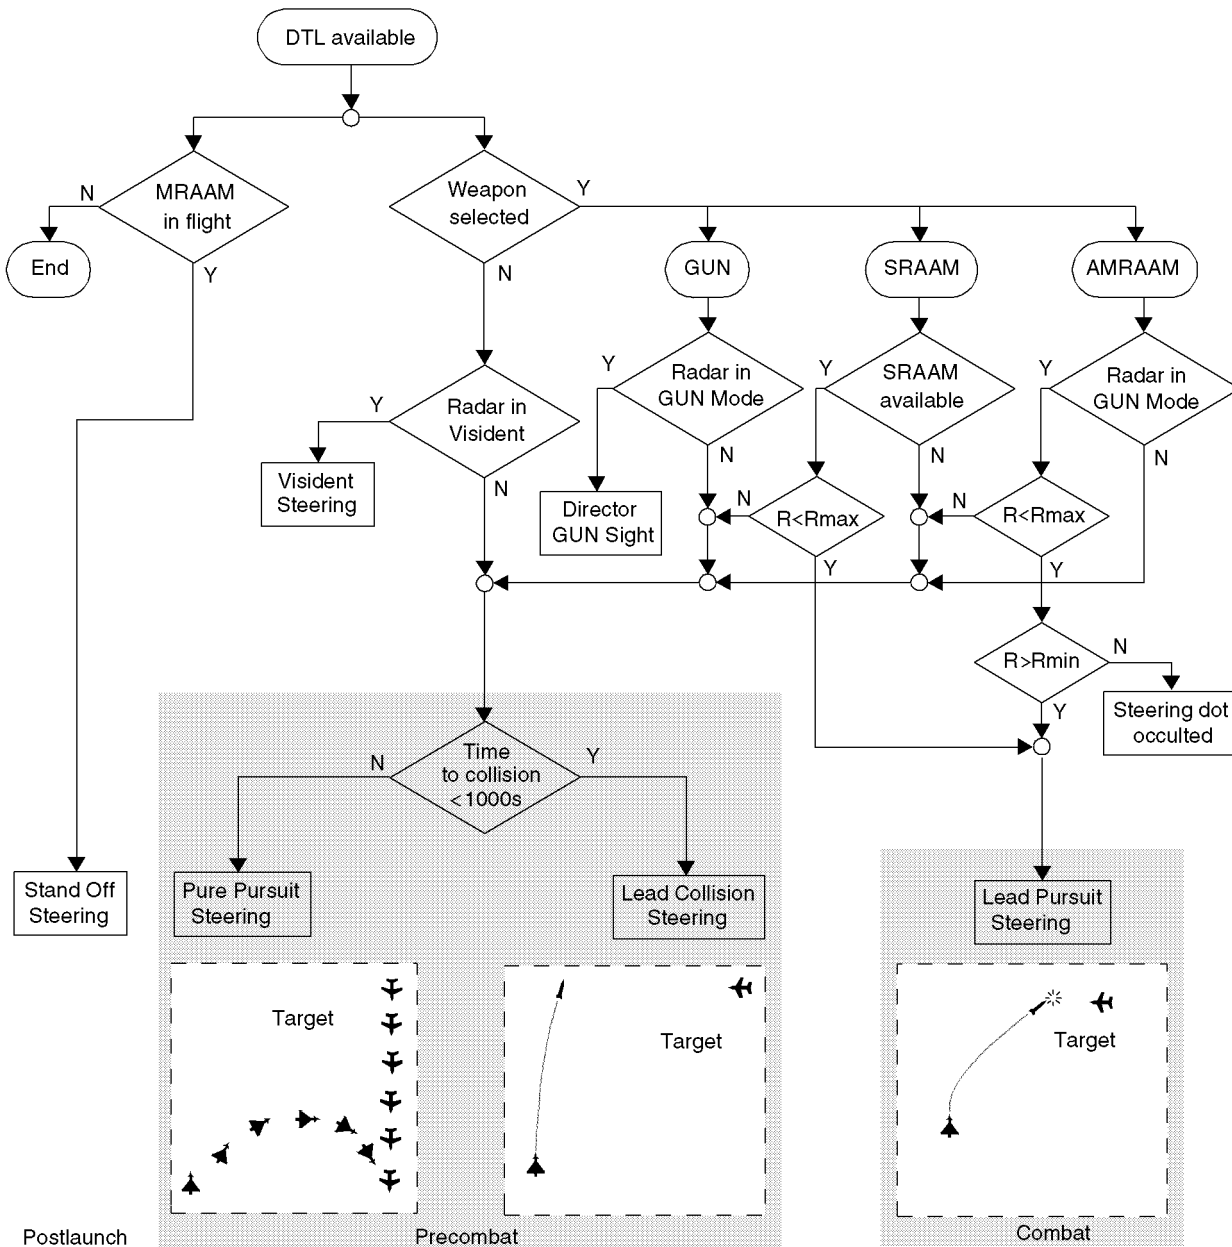 DTL available
N
MRAAM
in flight
Y
End
Weapon
selected
Y
N
GUN
SRAAM
AMRAAM
Y
Radar in
Visident
N
Visident
Steering
Y
Radar in
GUN Mode
N
Director
GUN Sight
Y
SRAAM
available
N
N
R<Rmax
Y
Y
Radar in
GUN Mode
N
N
R<Rmax
Y
R>Rmin
N
Y
Steering dot
occulted
N
Time
to collision
<1000s
Y
Stand Off
Steering
Pure Pursuit
Steering
Lead Collision
Steering
Lead Pursuit
Steering
Target
Target
Target
Postlaunch
Precombat
Combat